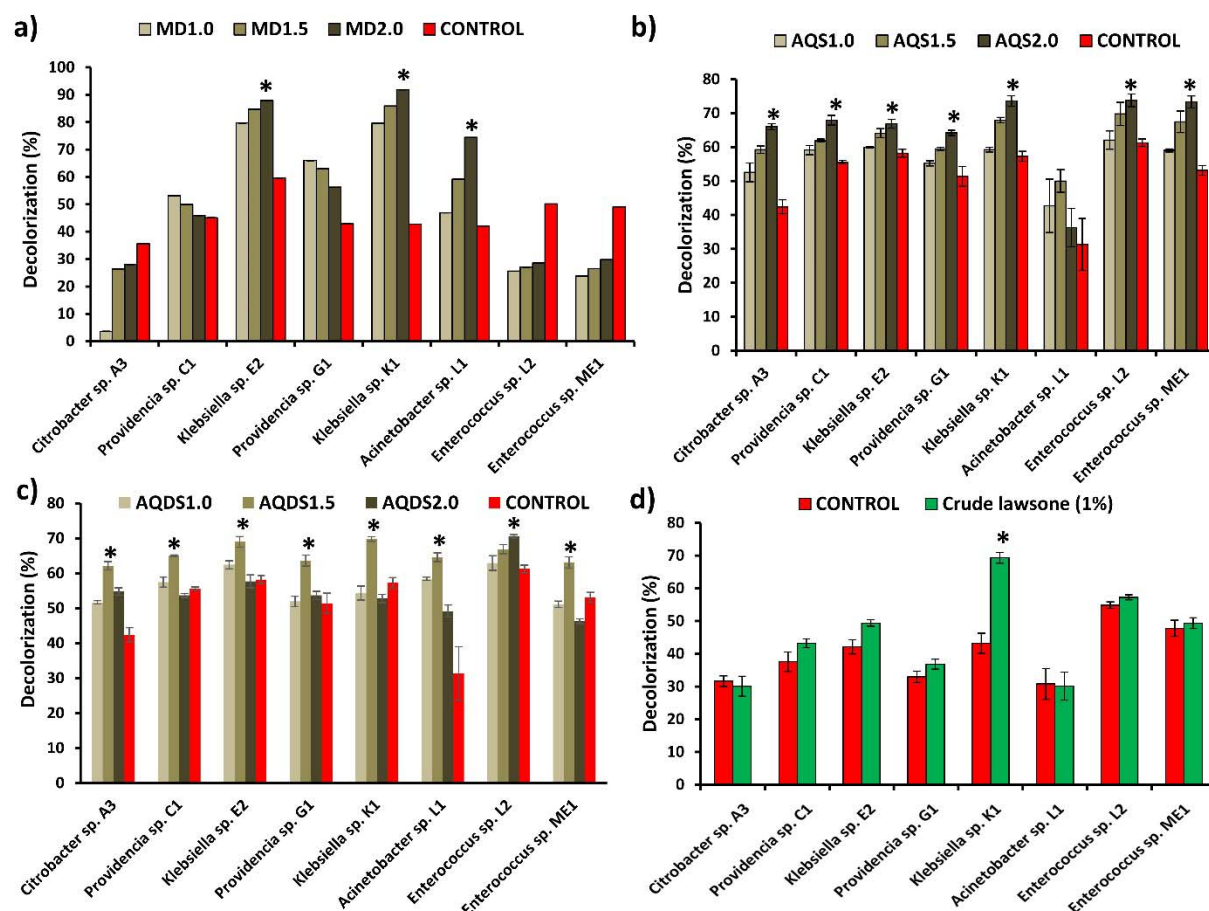 a)
MD1.0 MD1.5 MD2.0 CONTROL
Decolorization (%)
100
90
80
70
60
50
40
30
20
10
0
* * *
Citrobacter sp. A3
Providencia sp. C1
Klebsiella sp. E2
Providencia sp. G1
Klebsiella sp. K1
Acinetobacter sp. L1
Enterococcus sp. L2
Enterococcus sp. ME1
b)
AQS1.0 AQS1.5 AQS2.0 CONTROL
Decolorization (%)
80
70
60
50
40
30
20
10
0
* * * * * * *
Citrobacter sp. A3
Providencia sp. C1
Klebsiella sp. E2
Providencia sp. G1
Klebsiella sp. K1
Acinetobacter sp. L1
Enterococcus sp. L2
Enterococcus sp. ME1
c)
AQDS1.0 AQDS1.5 AQDS2.0 CONTROL
Decolorization (%)
80
70
60
50
40
30
20
10
0
* * * * * * * *
Citrobacter sp. A3
Providencia sp. C1
Klebsiella sp. E2
Providencia sp. G1
Klebsiella sp. K1
Acinetobacter sp. L1
Enterococcus sp. L2
Enterococcus sp. ME1
d)
CONTROL Crude lawsone (1%)
Decolorization (%)
80
70
60
50
40
30
20
10
0
*
Citrobacter sp. A3
Providencia sp. C1
Klebsiella sp. E2
Providencia sp. G1
Klebsiella sp. K1
Acinetobacter sp. L1
Enterococcus sp. L2
Enterococcus sp. ME1